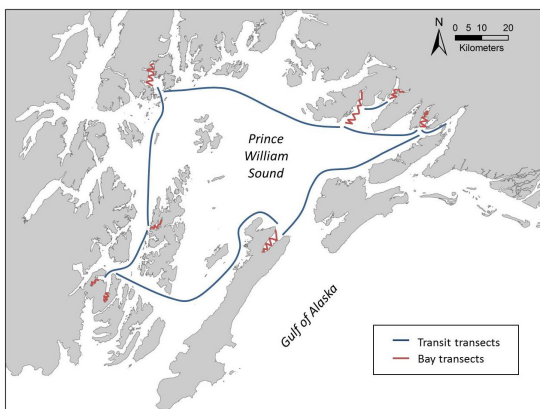 N
0 5 10 20
Kilometers
Prince
William
Sound
Gulf of Alaska
Transit transects
Bay transects